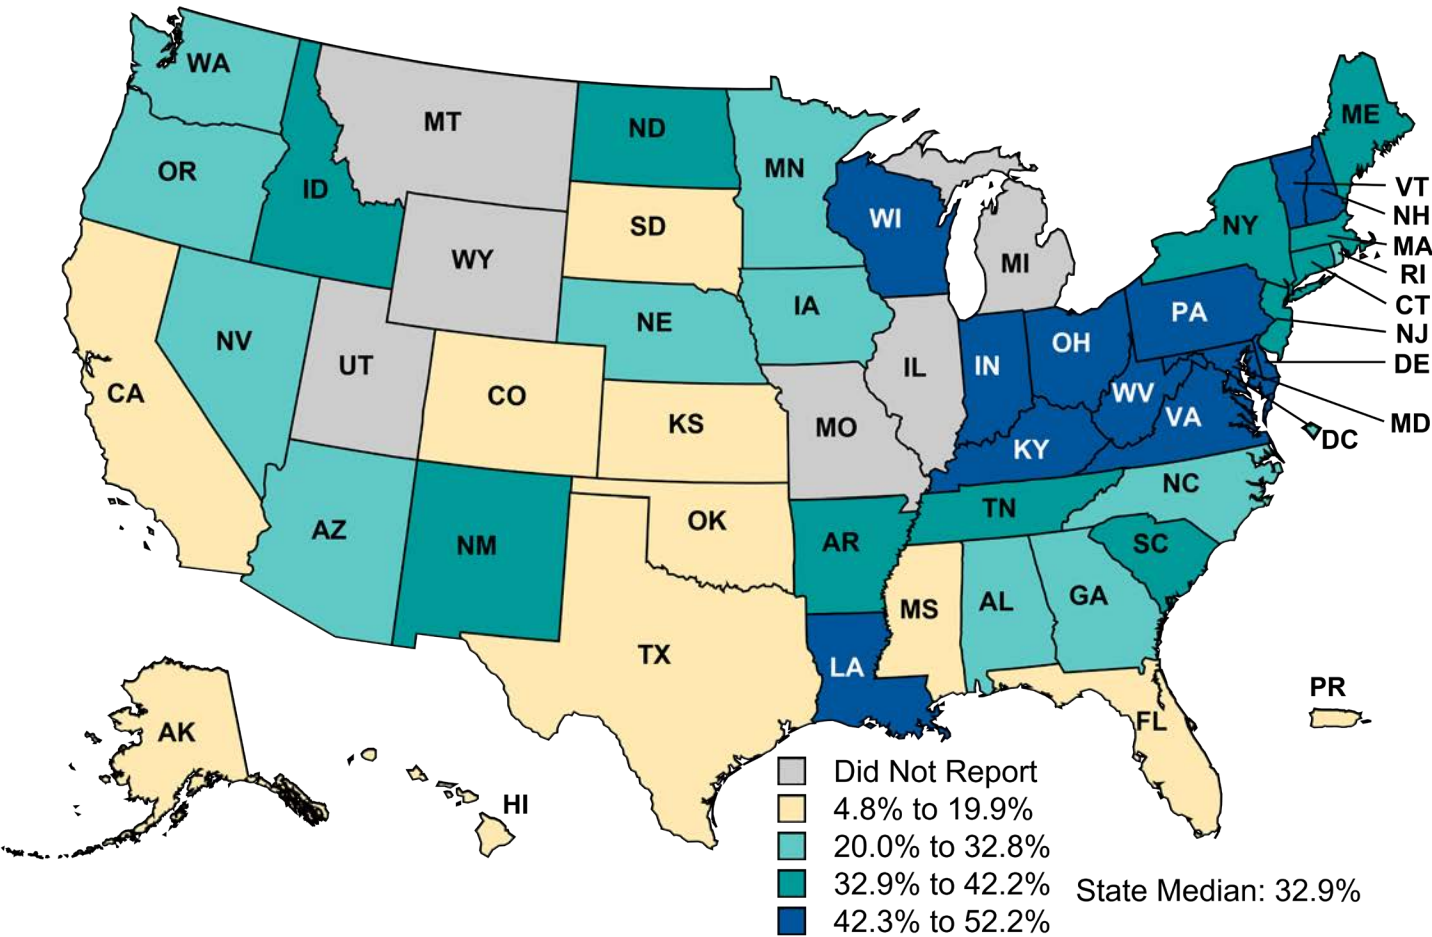 WA
MT
ND
ME
OR
ID
MN
VT
NH
SD
WI
NY
MA
WY
MI
RI
CT
NE
IA
PA
NJ
NV
OH
DE
UT
IL
IN
CO
WV
CA
KS
MO
VA
MD
KY
DC
NC
OK
TN
AZ
NM
AR
SC
MS
AL
GA
TX
LA
PR
FL
AK
HI
Did Not Report
4.8% to 19.9%
20.0% to 32.8%
32.9% to 42.2%
State Median: 32.9%
42.3% to 52.2%